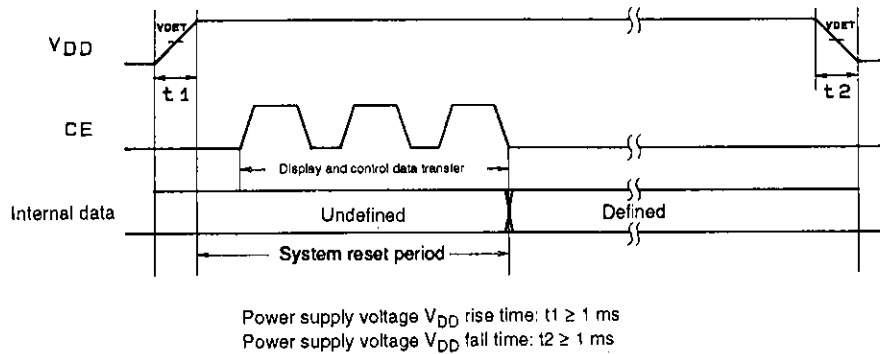 VDET
VDD
t1
VDET
t2
CE
Display and control data transfer
Internal data
Undefined
Defined
System reset period
Power supply voltage VDD rise time: t1 ≥ 1 ms
Power supply voltage VDD fall time: t2 ≥ 1 ms